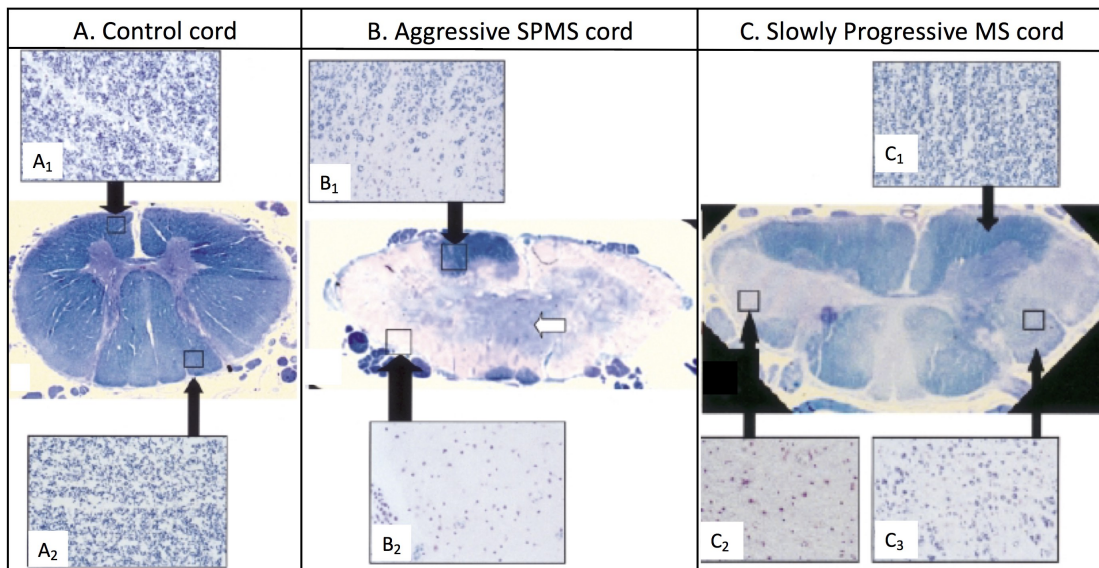 A. Control cord
B. Aggressive SPMS cord
C. Slowly Progressive MS cord
A₁
B₁
C₁
A₂
B₂
C₂
C₃